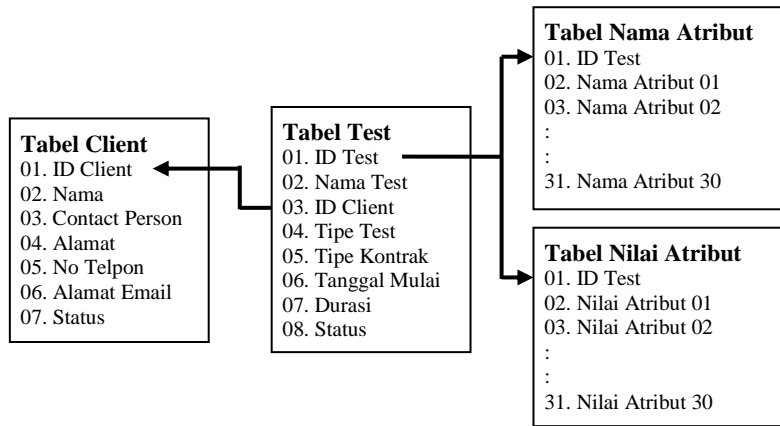 Tabel Client
01. ID Client
02. Nama
03. Contact Person
04. Alamat
05. No Telpon
06. Alamat Email
07. Status
Tabel Test
01. ID Test
02. Nama Test
03. ID Client
04. Tipe Test
05. Tipe Kontrak
06. Tanggal Mulai
07. Durasi
08. Status
Tabel Nama Atribut
01. ID Test
02. Nama Atribut 01
03. Nama Atribut 02
:
:
31. Nama Atribut 30
Tabel Nilai Atribut
01. ID Test
02. Nilai Atribut 01
03. Nilai Atribut 02
:
:
31. Nilai Atribut 30